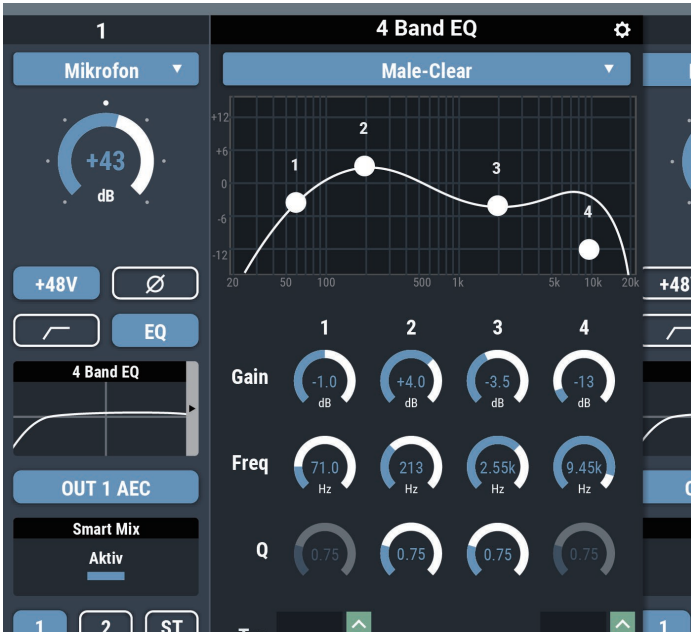 1
4 Band EQ
Mikrofon
Male-Clear
+12
+6
0
-6
-12
1
2
3
4
20
50
100
500
1k
5k
10k
20k
+43
dB
+48V
Ø
EQ
4 Band EQ
OUT 1 AEC
Smart Mix
Aktiv
1
2
ST
1 2 3 4
Gain
-1.0 +4.0 -3.5 -13
dB dB dB dB
Freq
71.0 213 2.55k 9.45k
Hz Hz Hz Hz
Q
0.75 0.75 0.75 0.75
+48
1